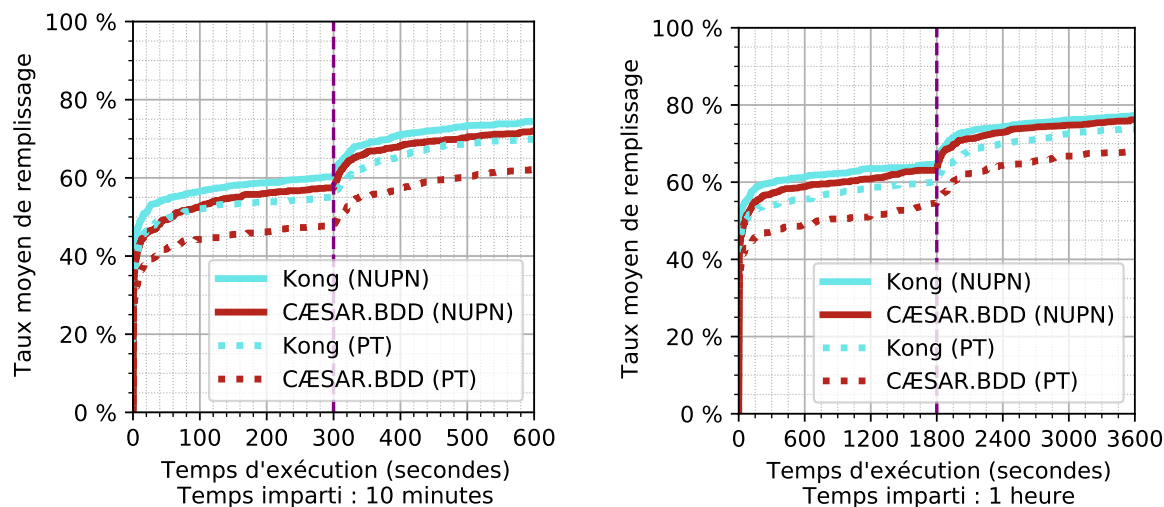 Taux moyen de remplissage
100 %
80 %
60 %
40 %
20 %
0 %
Kong (NUPN)
CÆSAR.BDD (NUPN)
Kong (PT)
CÆSAR.BDD (PT)
0 100 200 300 400 500 600
Temps d'exécution (secondes)
Temps imparti : 10 minutes
Taux moyen de remplissage
100 %
80 %
60 %
40 %
20 %
0 %
Kong (NUPN)
CÆSAR.BDD (NUPN)
Kong (PT)
CÆSAR.BDD (PT)
0 600 1200 1800 2400 3000 3600
Temps d'exécution (secondes)
Temps imparti : 1 heure